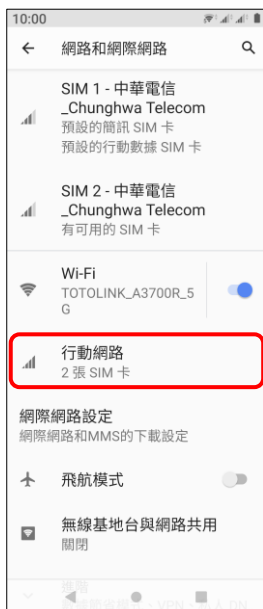 10:00
網路和網際網路
SIM 1 - 中華電信
_Chunghwa Telecom
預設的簡訊 SIM 卡
預設的行動數據 SIM 卡
SIM 2 - 中華電信
_Chunghwa Telecom
有可用的 SIM 卡
Wi-Fi
TOTOLINK_A3700R_5
G
行動網路
2 張 SIM 卡
網際網路設定
網際網路和MMS的下載設定
飛航模式
無線基地台與網路共用
關閉
進階